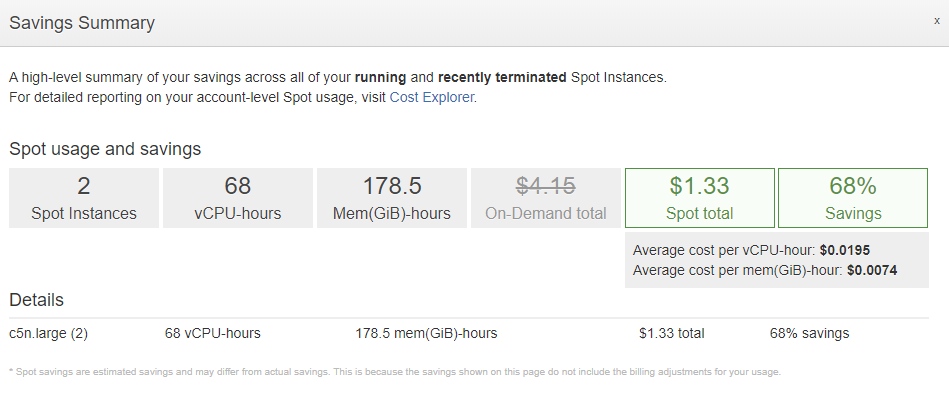 Savings Summary
x
A high-level summary of your savings across all of your running and recently terminated Spot Instances.
For detailed reporting on your account-level Spot usage, visit Cost Explorer.
Spot usage and savings
2
Spot Instances
68
vCPU-hours
178.5
Mem(GiB)-hours
$4.15
On-Demand total
$1.33
Spot total
68%
Savings
Average cost per vCPU-hour: $0.0195
Average cost per mem(GiB)-hour: $0.0074
Details
c5n.large (2) 68 vCPU-hours 178.5 mem(GiB)-hours $1.33 total 68% savings
* Spot savings are estimated savings and may differ from actual savings. This is because the savings shown on this page do not include the billing adjustments for your usage.